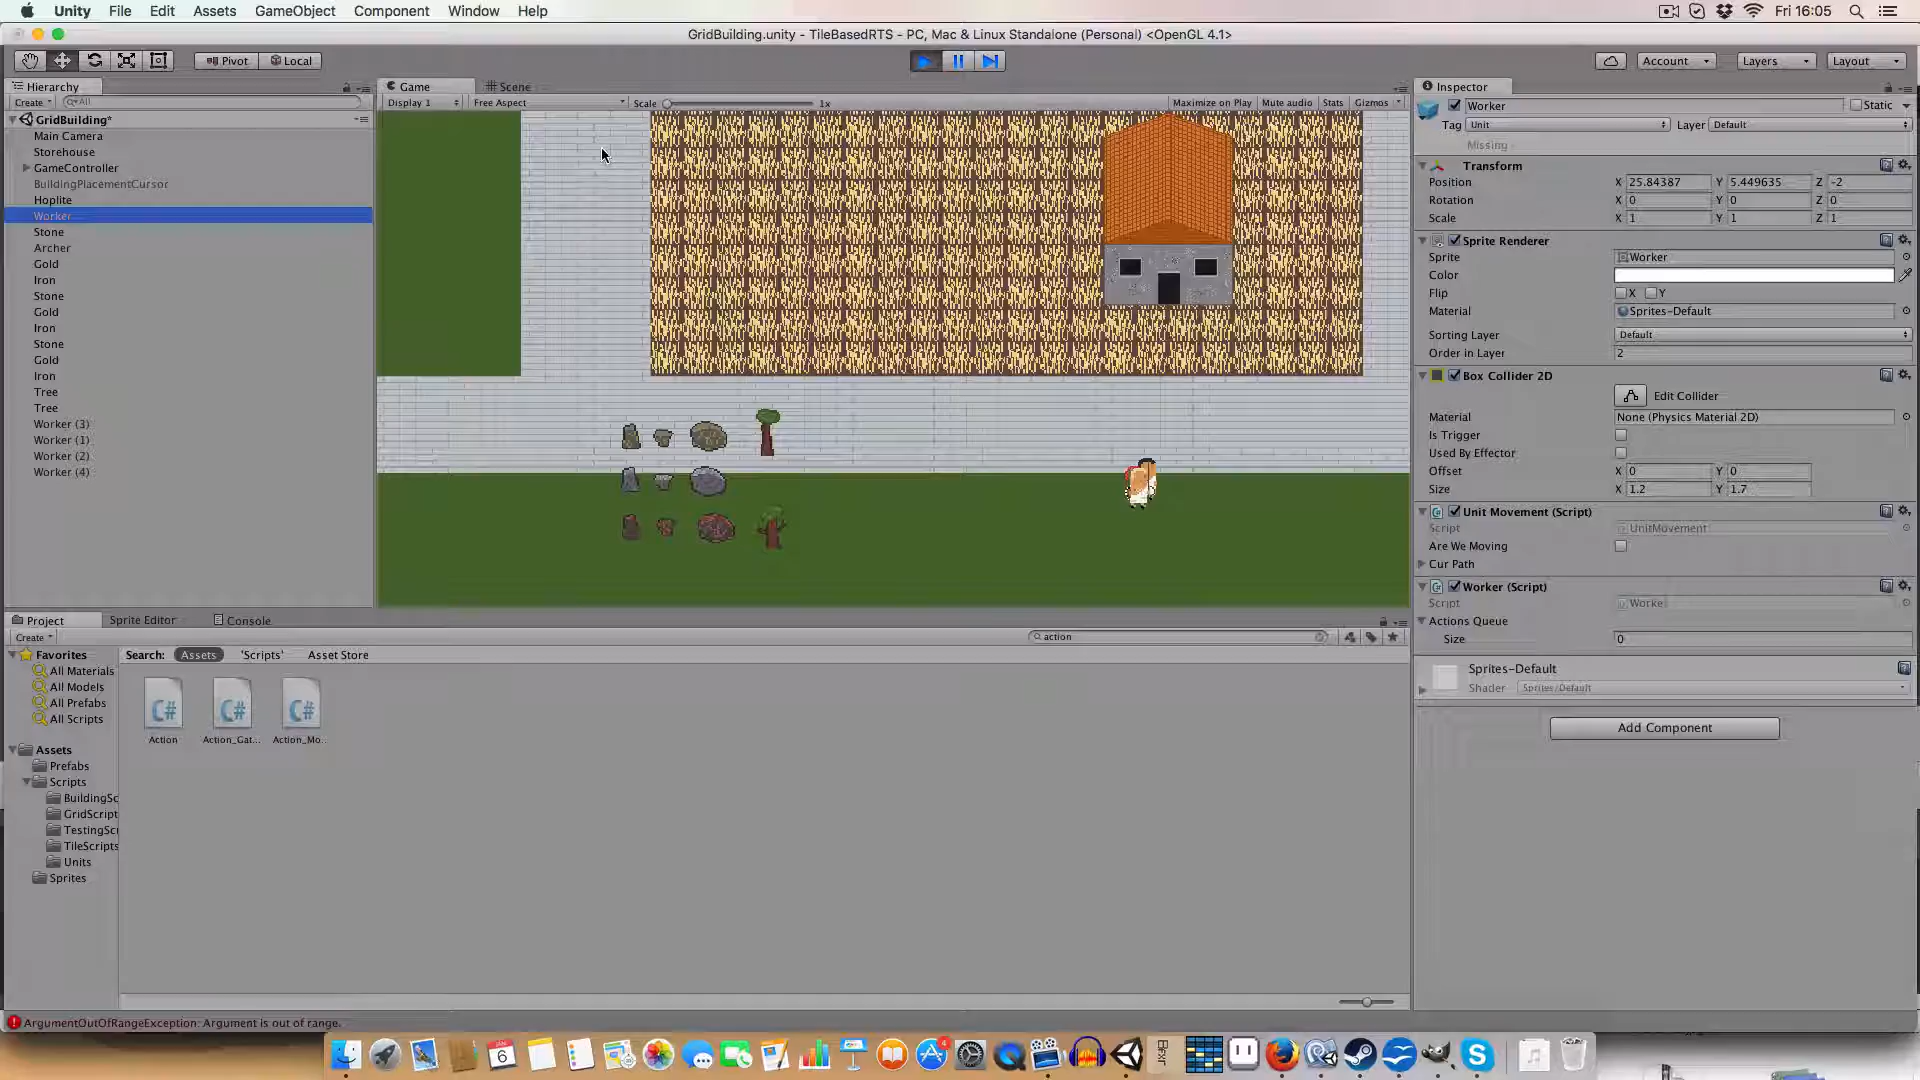 Unity File Edit Assets GameObject Component Window Help Fri 16:05
GridBuilding.unity - TileBasedRTS - PC, Mac & Linux Standalone (Personal) <OpenGL 4.1>
Pivot Local Account Layers Layout
Hierarchy Game Scene Inspector
Create All Display 1 Free Aspect Scale 1x Maximize on Play Mute audio Stats Gizmos
Worker Static
Tag Unit Layer Default
Missing
GridBuilding*
Main Camera
Storehouse
GameController
BuildingPlacementCursor
Hoplite
Worker
Stone
Archer
Gold
Iron
Stone
Gold
Iron
Stone
Gold
Iron
Tree
Tree
Worker (3)
Worker (1)
Worker (2)
Worker (4)
Transform
Position X 25.84387 Y 5.449635 Z -2
Rotation X 0 Y 0 Z 0
Scale X 1 Y 1 Z 1
Sprite Renderer
Sprite Worker
Color
Flip X Y
Material Sprites-Default
Sorting Layer Default
Order in Layer 2
Box Collider 2D
Edit Collider
Material None (Physics Material 2D)
Is Trigger
Used By Effector
Offset X 0 Y 0
Size X 1.2 Y 1.7
Unit Movement (Script)
Script UnitMovement
Are We Moving
Cur Path
Worker (Script)
Script Worke
Actions Queue
Size 0
Sprites-Default
Shader Sprites/Default
Add Component
Project Sprite Editor Console
Create action
Favorites
All Materials
All Models
All Prefabs
All Scripts
Assets
Prefabs
Scripts
BuildingSc
GridScript
TestingScr
TileScripts
Units
Sprites
Search: Assets 'Scripts' Asset Store
Action Action_Gat... Action_Mo...
ArgumentOutOfRangeException: Argument is out of range.
6
4